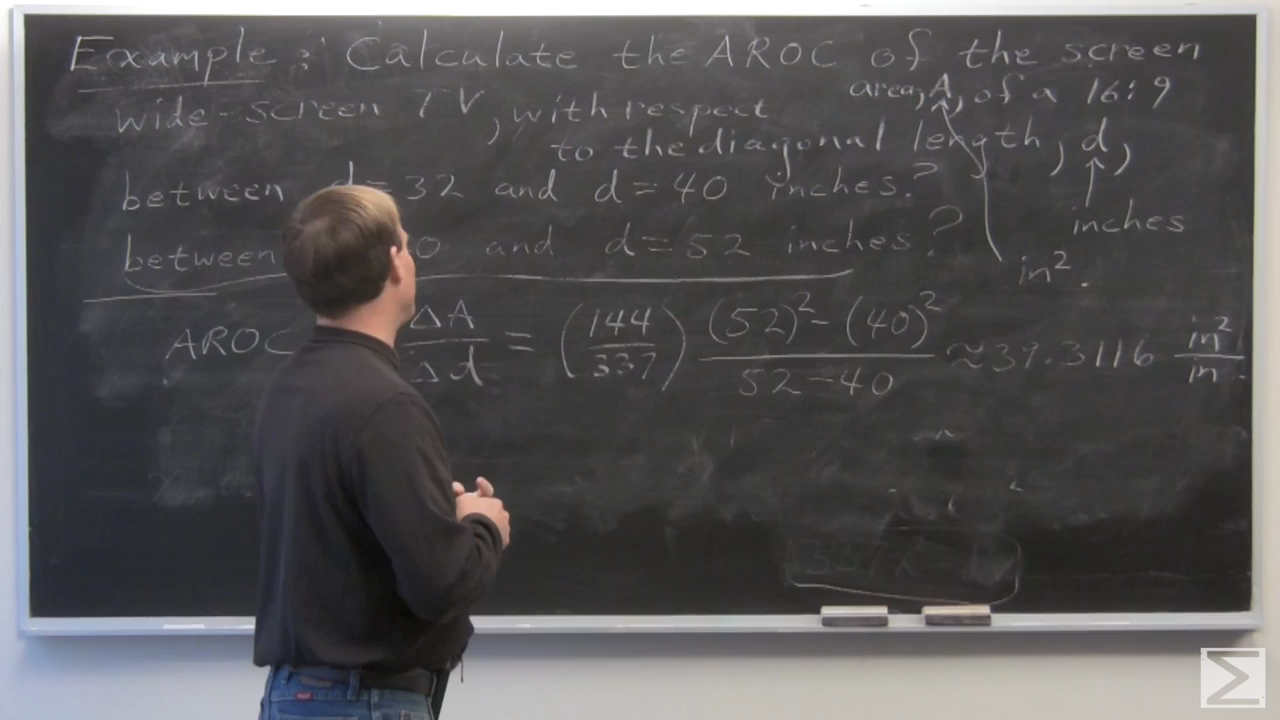 Example: Calculate the AROC of the screen
area, A, of a 16:9
wide-screen TV, with respect
to the diagonal length, d,
between d=32 and d=40 inches?
inches
between 0 and d=52 inches?
in².
AROC ΔA/Δd = (144/337) ((52)²-(40)²)/(52-40) ≈39.3116 in²/in.
Σ